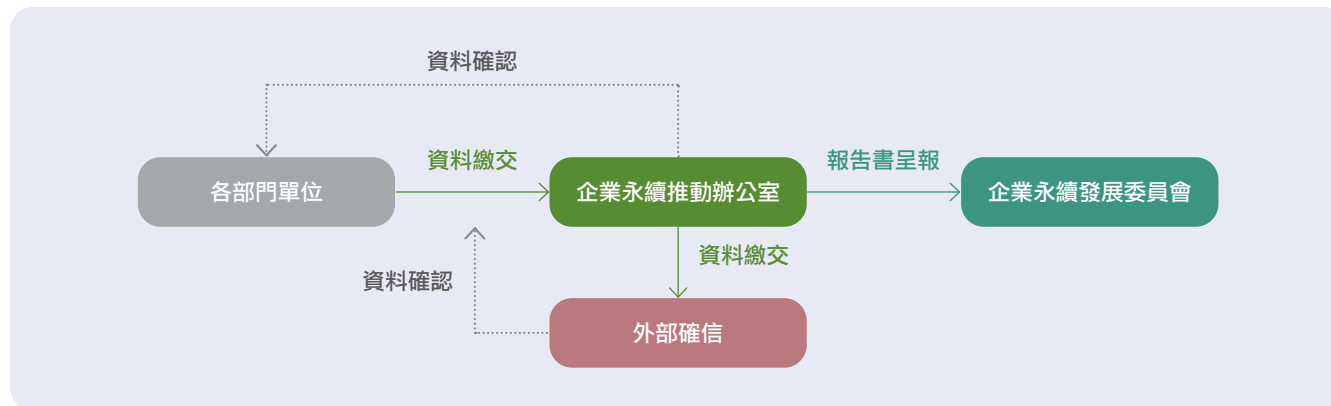 資料確認
資料繳交
報告書呈報
各部門單位
企業永續推動辦公室
企業永續發展委員會
資料繳交
資料確認
外部確信